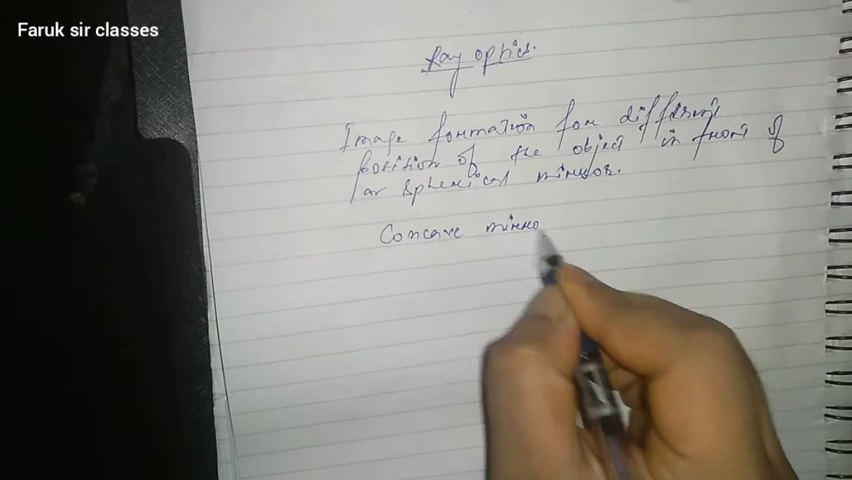 Faruk sir classes
Ray optics.
Image formation for different
position of the object in front of
a spherical mirror.
Concave mirro